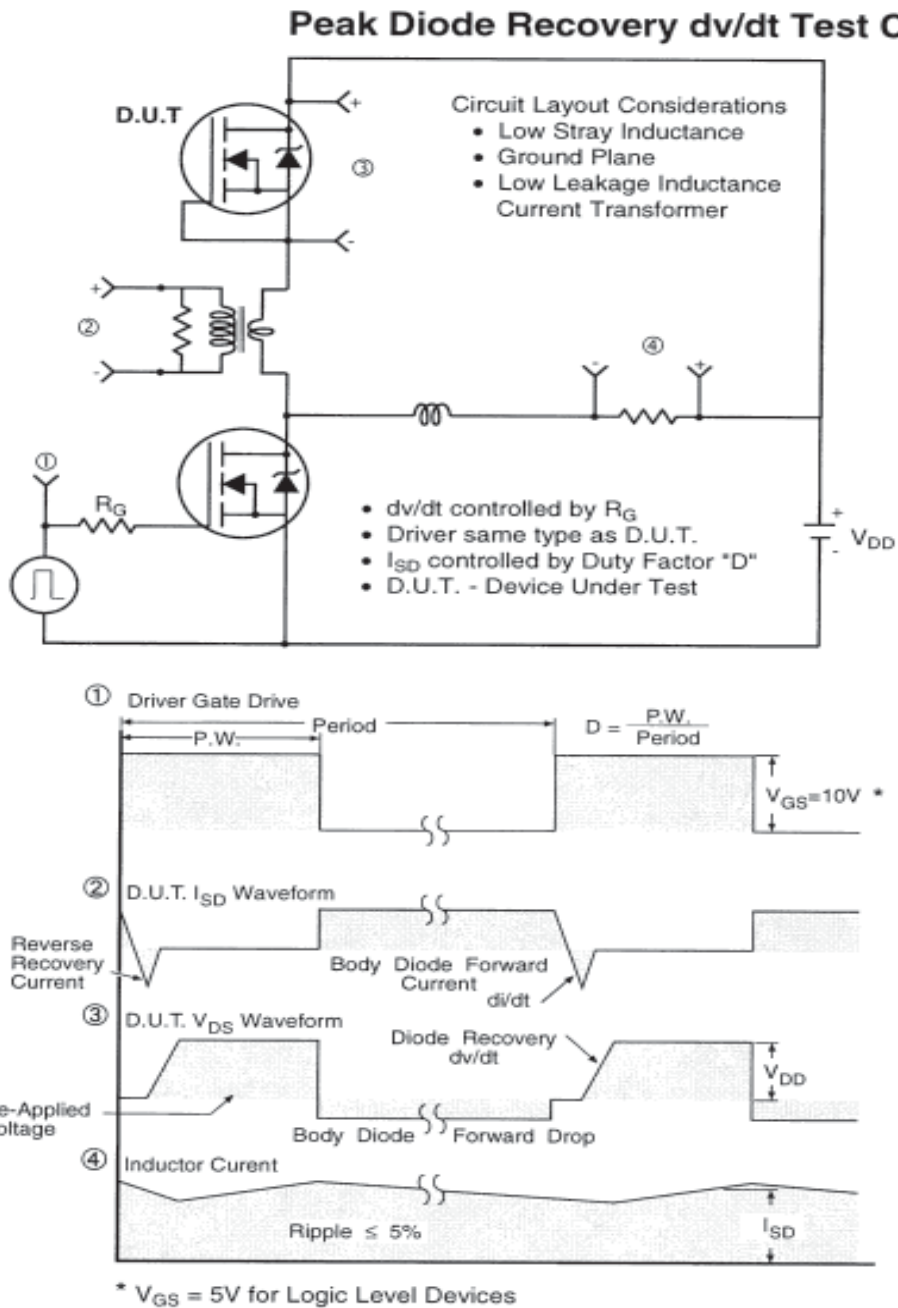 Peak Diode Recovery dv/dt Test C
D.U.T
+
③
-
Circuit Layout Considerations
• Low Stray Inductance
• Ground Plane
• Low Leakage Inductance
Current Transformer
+
②
-
④
-
+
①
RG
• dv/dt controlled by RG
• Driver same type as D.U.T.
• ISD controlled by Duty Factor "D"
• D.U.T. - Device Under Test
+
VDD
-
① Driver Gate Drive
Period
P.W.
D = P.W.
Period
VGS=10V *
② D.U.T. ISD Waveform
Reverse
Recovery
Current
Body Diode Forward
Current
di/dt
③ D.U.T. VDS Waveform
Diode Recovery
dv/dt
VDD
e-Applied
oltage
Body Diode Forward Drop
④ Inductor Curent
Ripple ≤ 5%
ISD
* VGS = 5V for Logic Level Devices